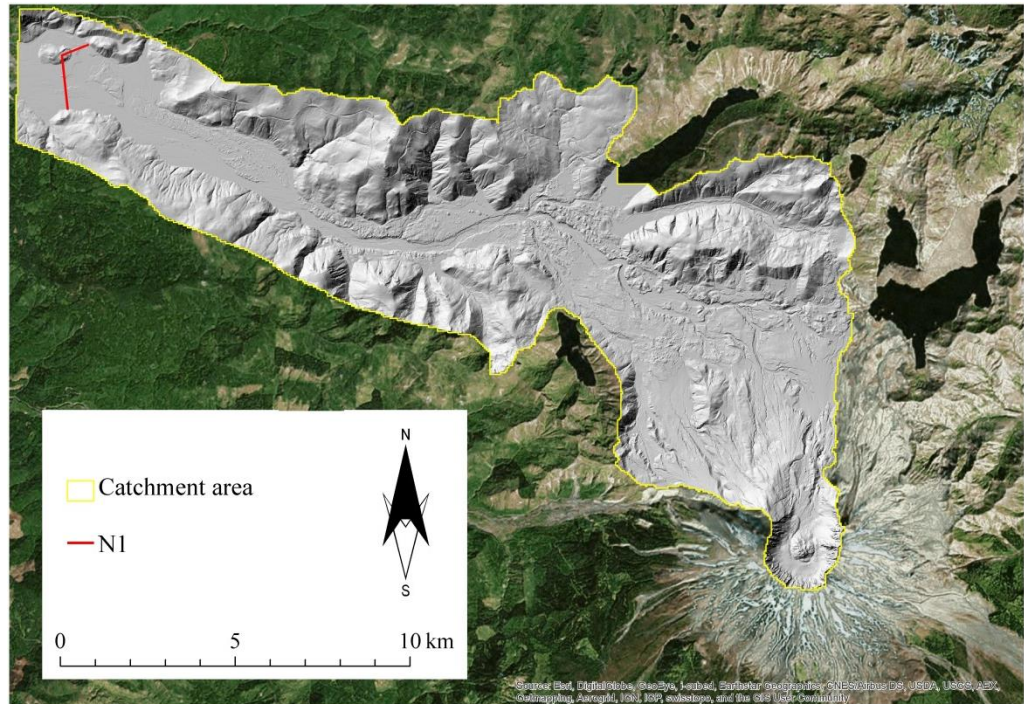 N
Catchment area
N1
S
0 5 10 km
Source: Esri, DigitalGlobe, GeoEye, i-cubed, Earthstar Geographics, CNES/Airbus DS, USDA, USGS, AEX,
Getmapping, Aerogrid, IGN, IGP, swisstopo, and the GIS User Community